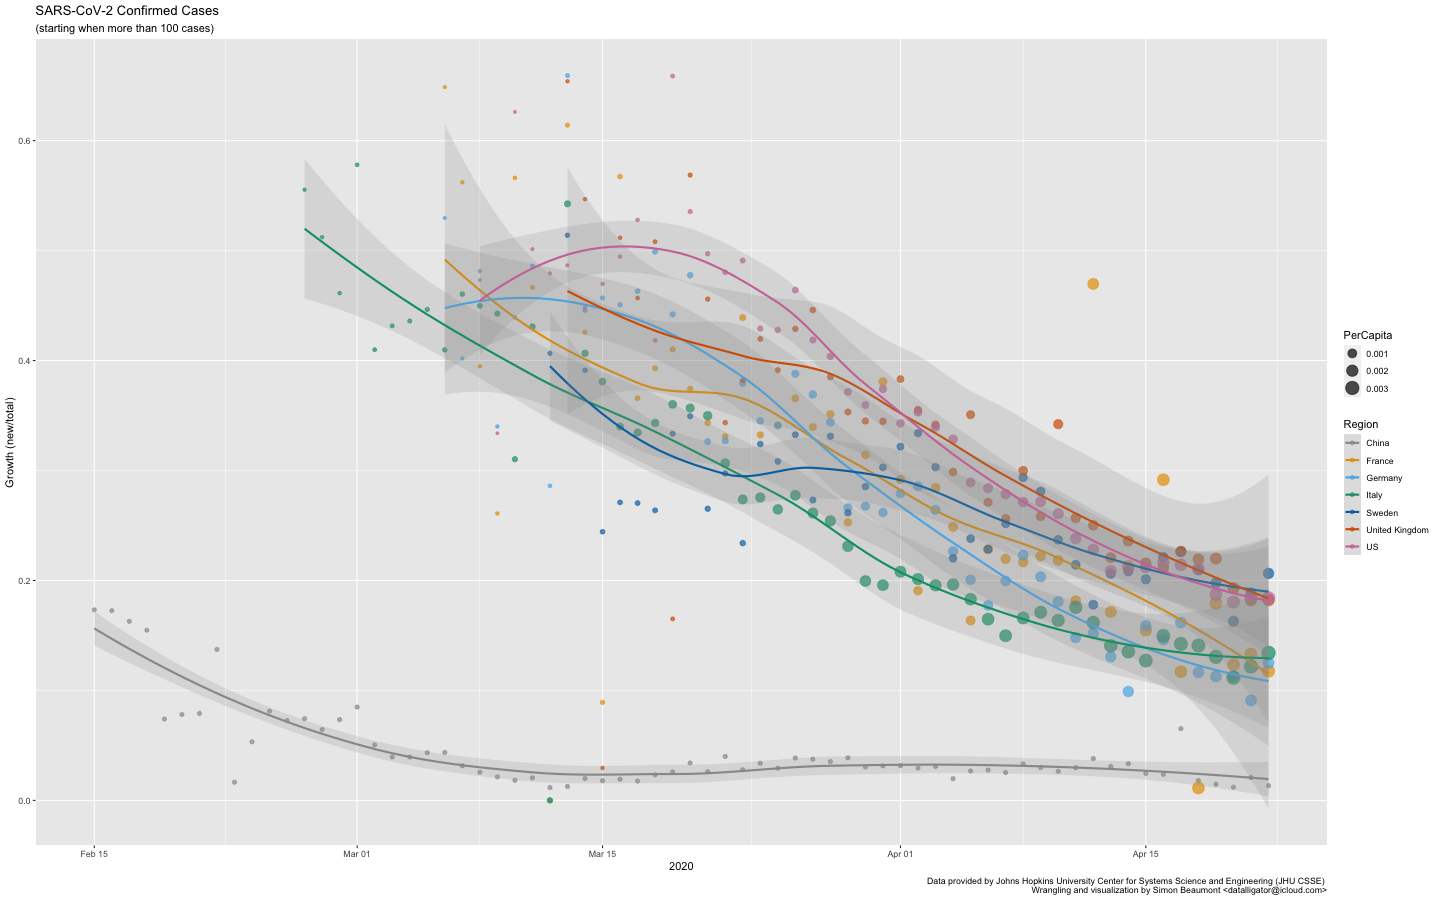 SARS-CoV-2 Confirmed Cases
(starting when more than 100 cases)
Growth (new/total)
0.6
0.4
0.2
0.0
Feb 15
Mar 01
Mar 15
Apr 01
Apr 15
2020
PerCapita
0.001
0.002
0.003
Region
China
France
Germany
Italy
Sweden
United Kingdom
US
Data provided by Johns Hopkins University Center for Systems Science and Engineering (JHU CSSE)
Wrangling and visualization by Simon Beaumont <datalligator@icloud.com>